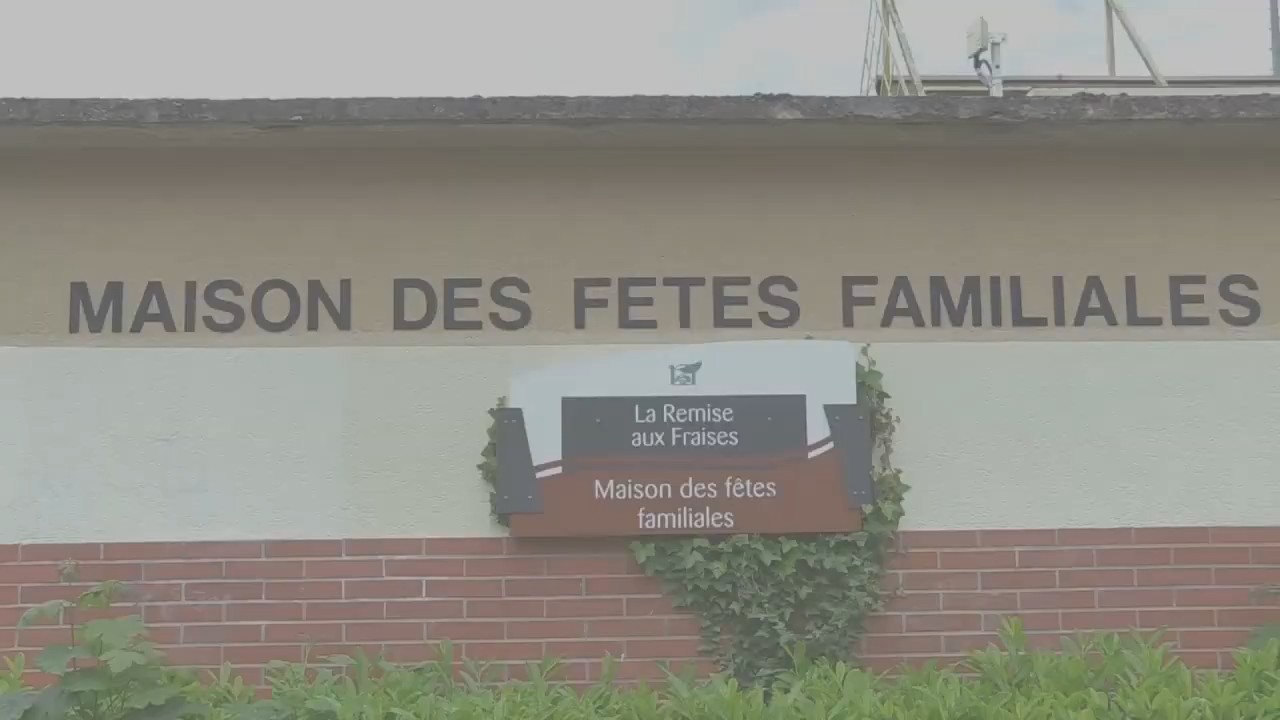 MAISON DES FETES FAMILIALES
La Remise
aux Fraises
Maison des fêtes
familiales